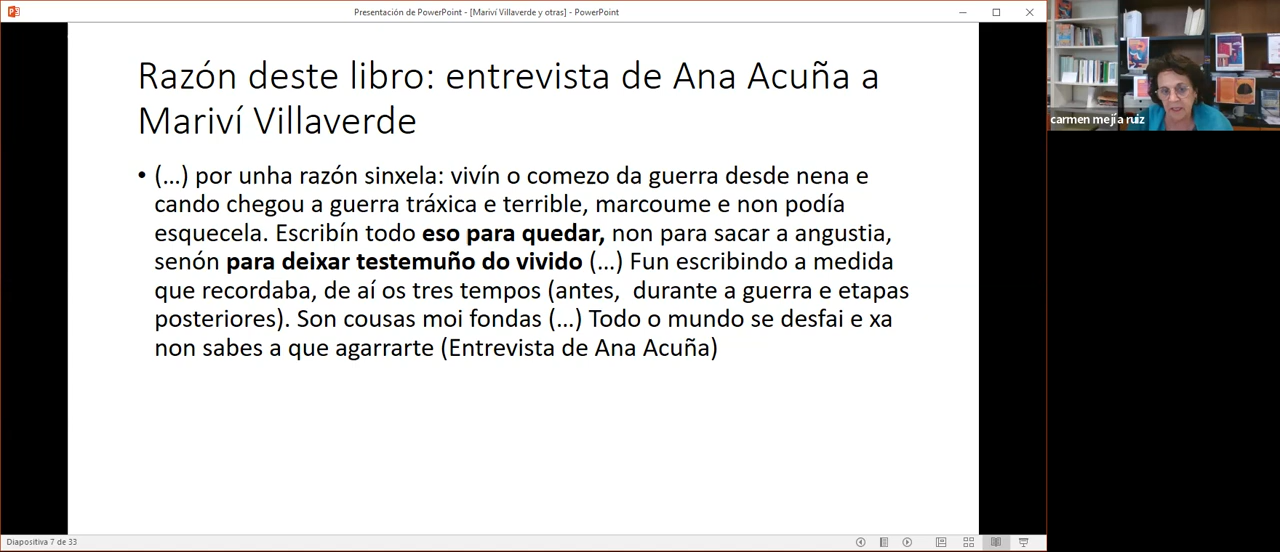 Presentación de PowerPoint - [Mariví Villaverde y otras] - PowerPoint
Razón deste libro: entrevista de Ana Acuña a
Mariví Villaverde
• (...) por unha razón sinxela: vivín o comezo da guerra desde nena e
cando chegou a guerra tráxica e terrible, marcoume e non podía
esquecela. Escribín todo eso para quedar, non para sacar a angustia,
senón para deixar testemuño do vivido (...) Fun escribindo a medida
que recordaba, de aí os tres tempos (antes, durante a guerra e etapas
posteriores). Son cousas moi fondas (...) Todo o mundo se desfai e xa
non sabes a que agarrarte (Entrevista de Ana Acuña)
carmen mejía ruiz
Diapositiva 7 de 33